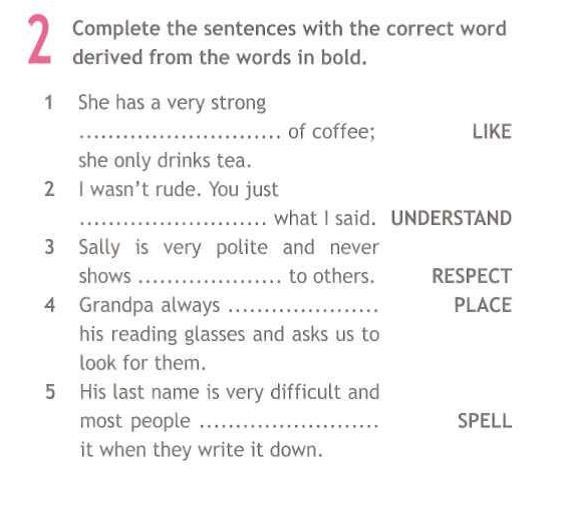 2 Complete the sentences with the correct word
derived from the words in bold.
1 She has a very strong
............................ of coffee; LIKE
she only drinks tea.
2 I wasn't rude. You just
.......................... what I said. UNDERSTAND
3 Sally is very polite and never
shows .................... to others. RESPECT
4 Grandpa always ..................... PLACE
his reading glasses and asks us to
look for them.
5 His last name is very difficult and
most people ......................... SPELL
it when they write it down.